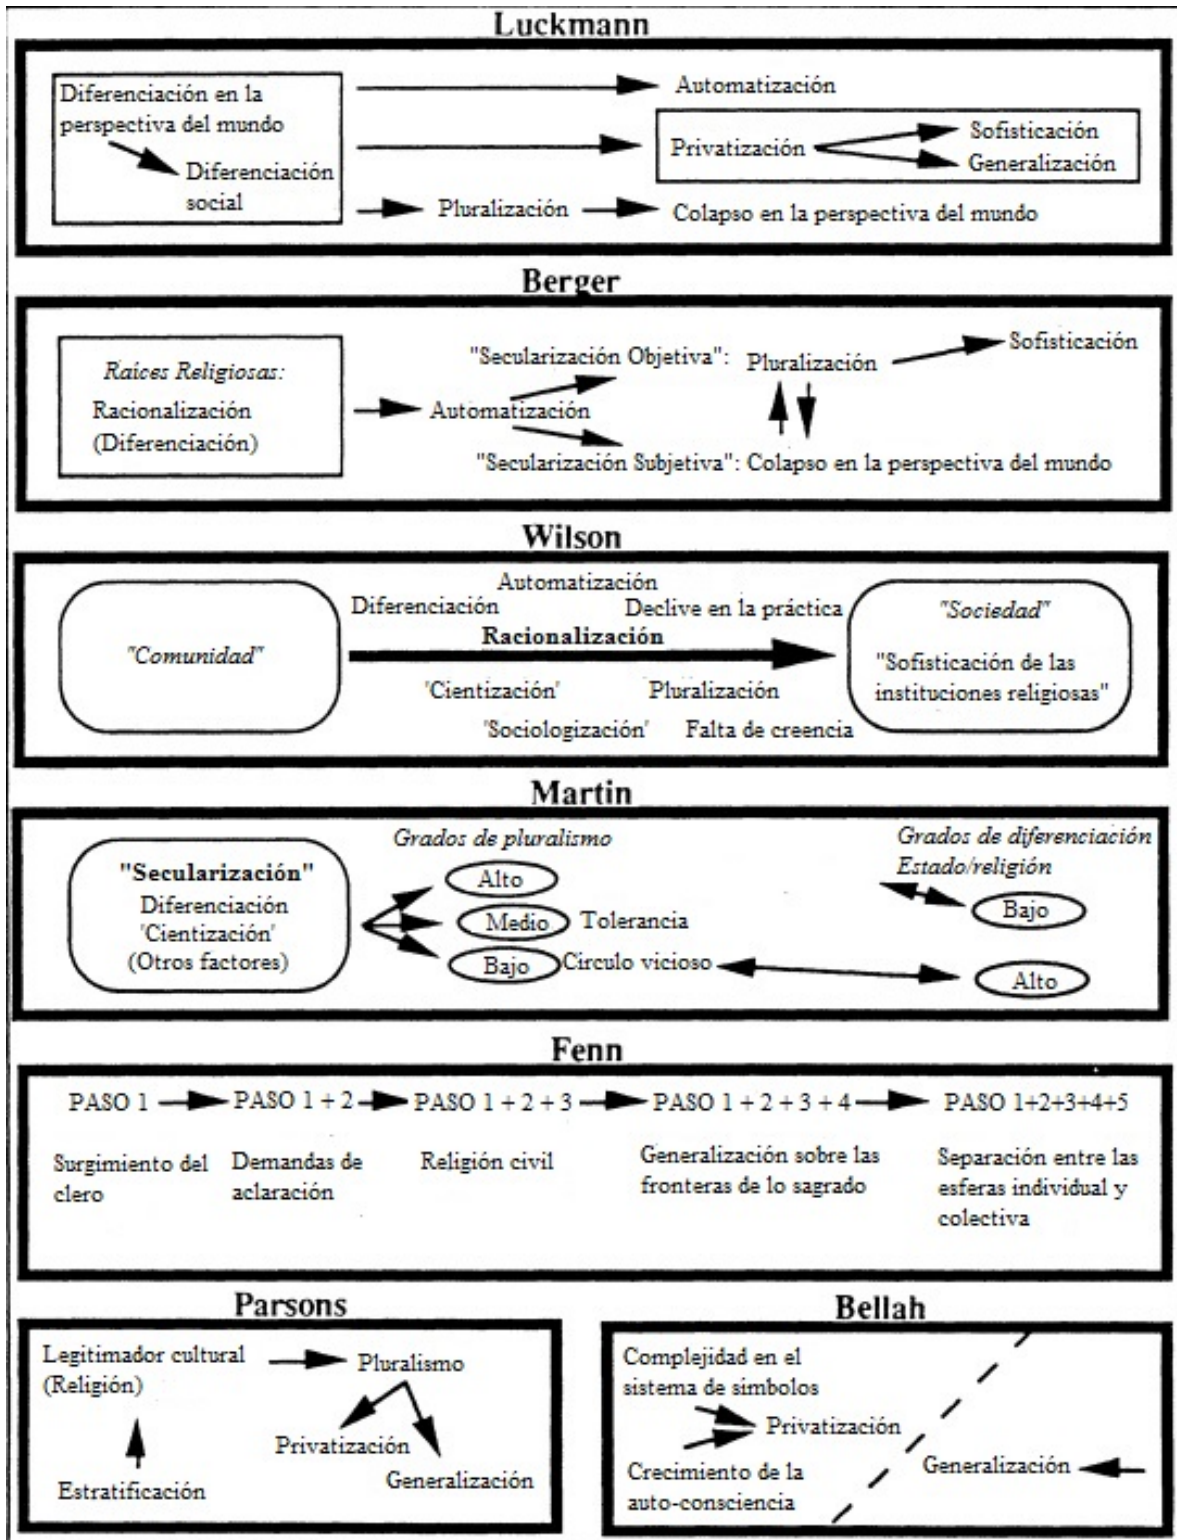 Luckmann
Diferenciación en la
perspectiva del mundo
Diferenciación
social
Automatización
Privatización
Sofisticación
Generalización
Pluralización
Colapso en la perspectiva del mundo
Berger
Raíces Religiosas:
Racionalización
(Diferenciación)
Automatización
"Secularización Objetiva":
Pluralización
Sofisticación
"Secularización Subjetiva": Colapso en la perspectiva del mundo
Wilson
"Comunidad"
Automatización
Diferenciación
Declive en la práctica
Racionalización
'Cientización'
Pluralización
'Sociologización'
Falta de creencia
"Sociedad"
"Sofisticación de las
instituciones religiosas"
Martin
"Secularización"
Diferenciación
'Cientización'
(Otros factores)
Grados de pluralismo
Alto
Medio Tolerancia
Bajo Círculo vicioso
Grados de diferenciación
Estado/religión
Bajo
Alto
Fenn
PASO 1
PASO 1 + 2
PASO 1 + 2 + 3
PASO 1 + 2 + 3 + 4
PASO 1+2+3+4+5
Surgimiento del
clero
Demandas de
aclaración
Religión civil
Generalización sobre las
fronteras de lo sagrado
Separación entre las
esferas individual y
colectiva
Parsons
Legitimador cultural
(Religión)
Pluralismo
Privatización
Generalización
Estratificación
Bellah
Complejidad en el
sistema de símbolos
Privatización
Crecimiento de la
auto-consciencia
Generalización